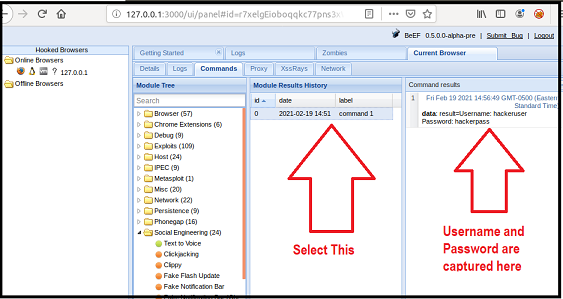 127.0.0.1:3000/ui/panel#id=r7xelgEioboqqkc77pns3x
BeEF 0.5.0.0-alpha-pre | Submit Bug | Logout
Hooked Browsers
Online Browsers
? 127.0.0.1
Offline Browsers
Getting Started
Logs
Zombies
Current Browser
Details
Logs
Commands
Proxy
XssRays
Network
Module Tree
Search
Browser (57)
Chrome Extensions (6)
Debug (9)
Exploits (109)
Host (24)
IPEC (9)
Metasploit (1)
Misc (20)
Network (22)
Persistence (9)
Phonegap (16)
Social Engineering (24)
Text to Voice
Clickjacking
Clippy
Fake Flash Update
Fake Notification Bar
Module Results History
id date label
0 2021-02-19 14:51 command 1
Select This
Command results
1 Fri Feb 19 2021 14:56:49 GMT-0500 (Eastern
Standard Time)
data: result=Username: hackeruser
Password: hackerpass
Username and
Password are
captured here